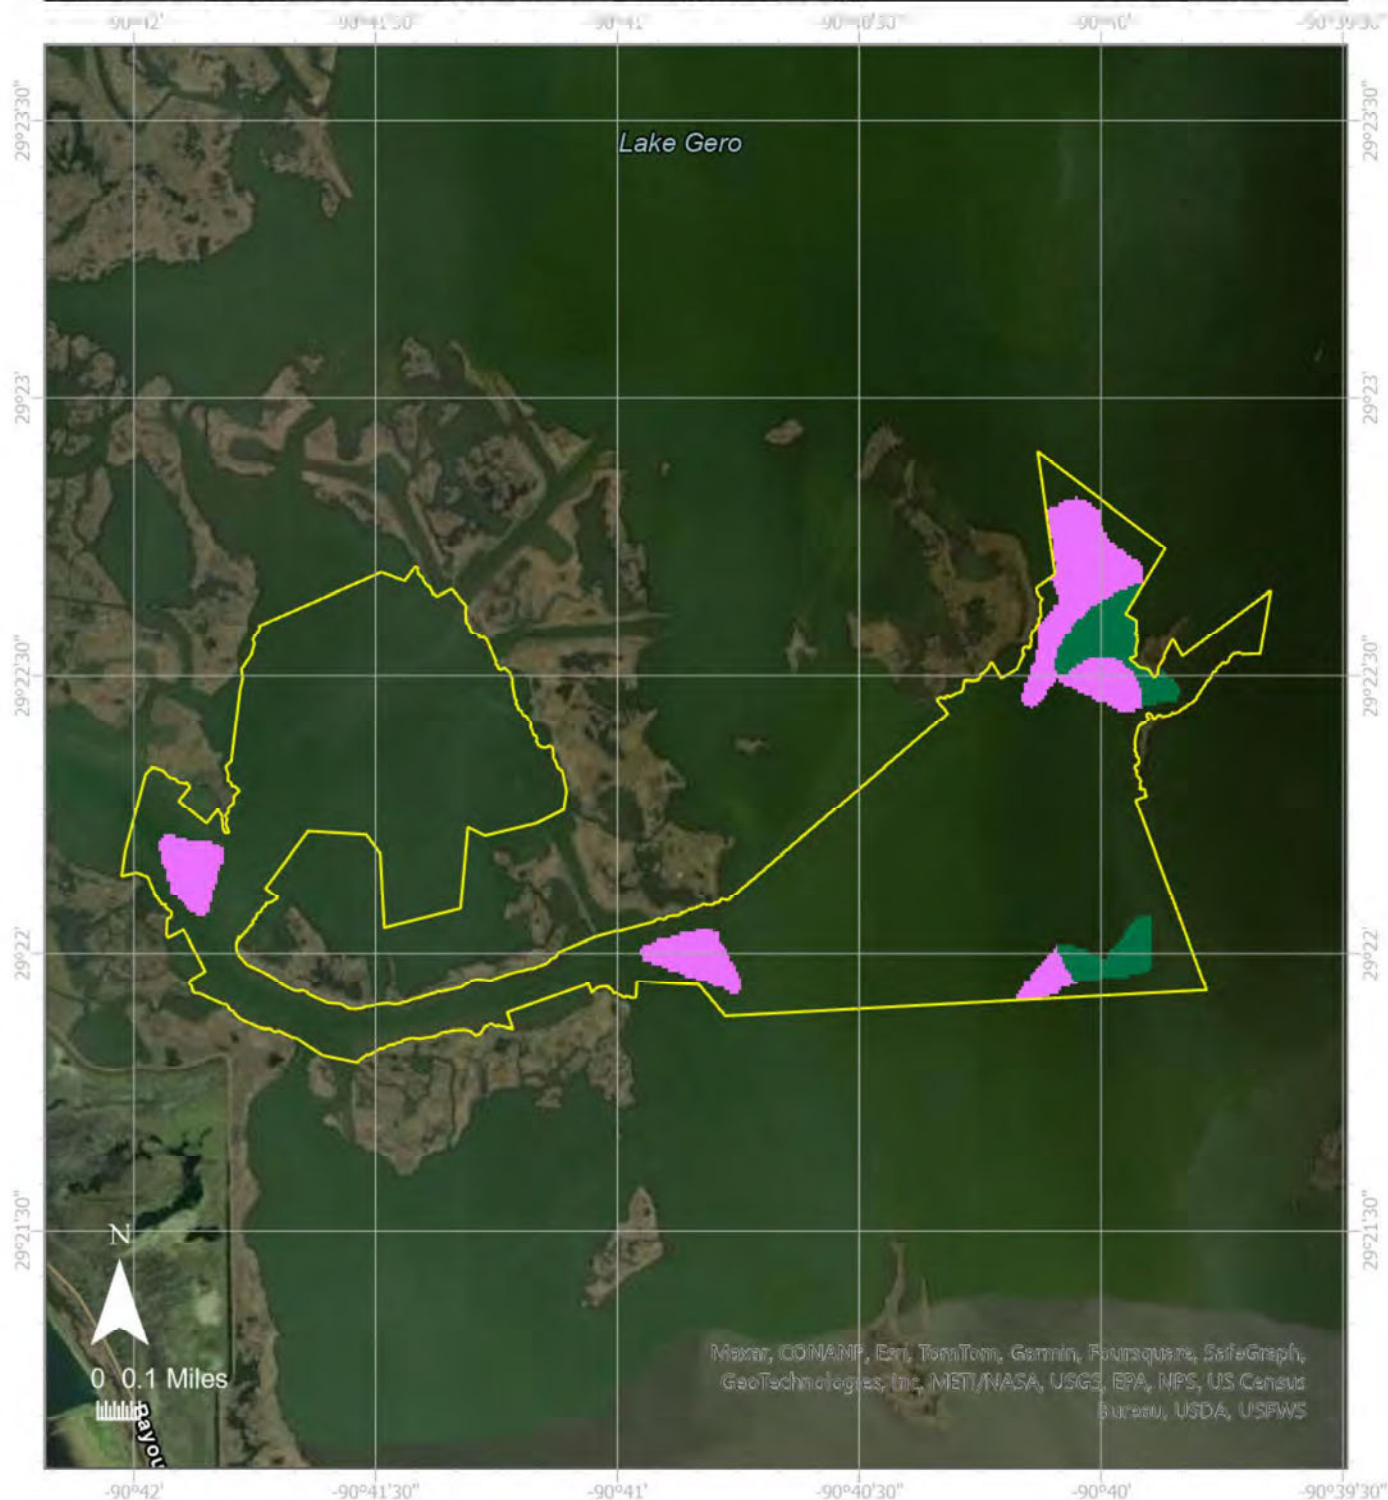 -90°42' -90°41'30" -90°41' -90°40'30" -90°40' -90°39'30"
29°23'30" 29°23'30"
Lake Gero
29°23' 29°23'
29°22'30" 29°22'30"
29°22' 29°22'
29°21'30" 29°21'30"
N
Maxar, CONANP, Esri, TomTom, Garmin, Foursquare, SafeGraph,
GeoTechnologies, Inc, METI/NASA, USGS, EPA, NPS, US Census
Bureau, USDA, USFWS
0 0.1 Miles
Bayou
-90°42' -90°41'30" -90°41' -90°40'30" -90°40' -90°39'30"